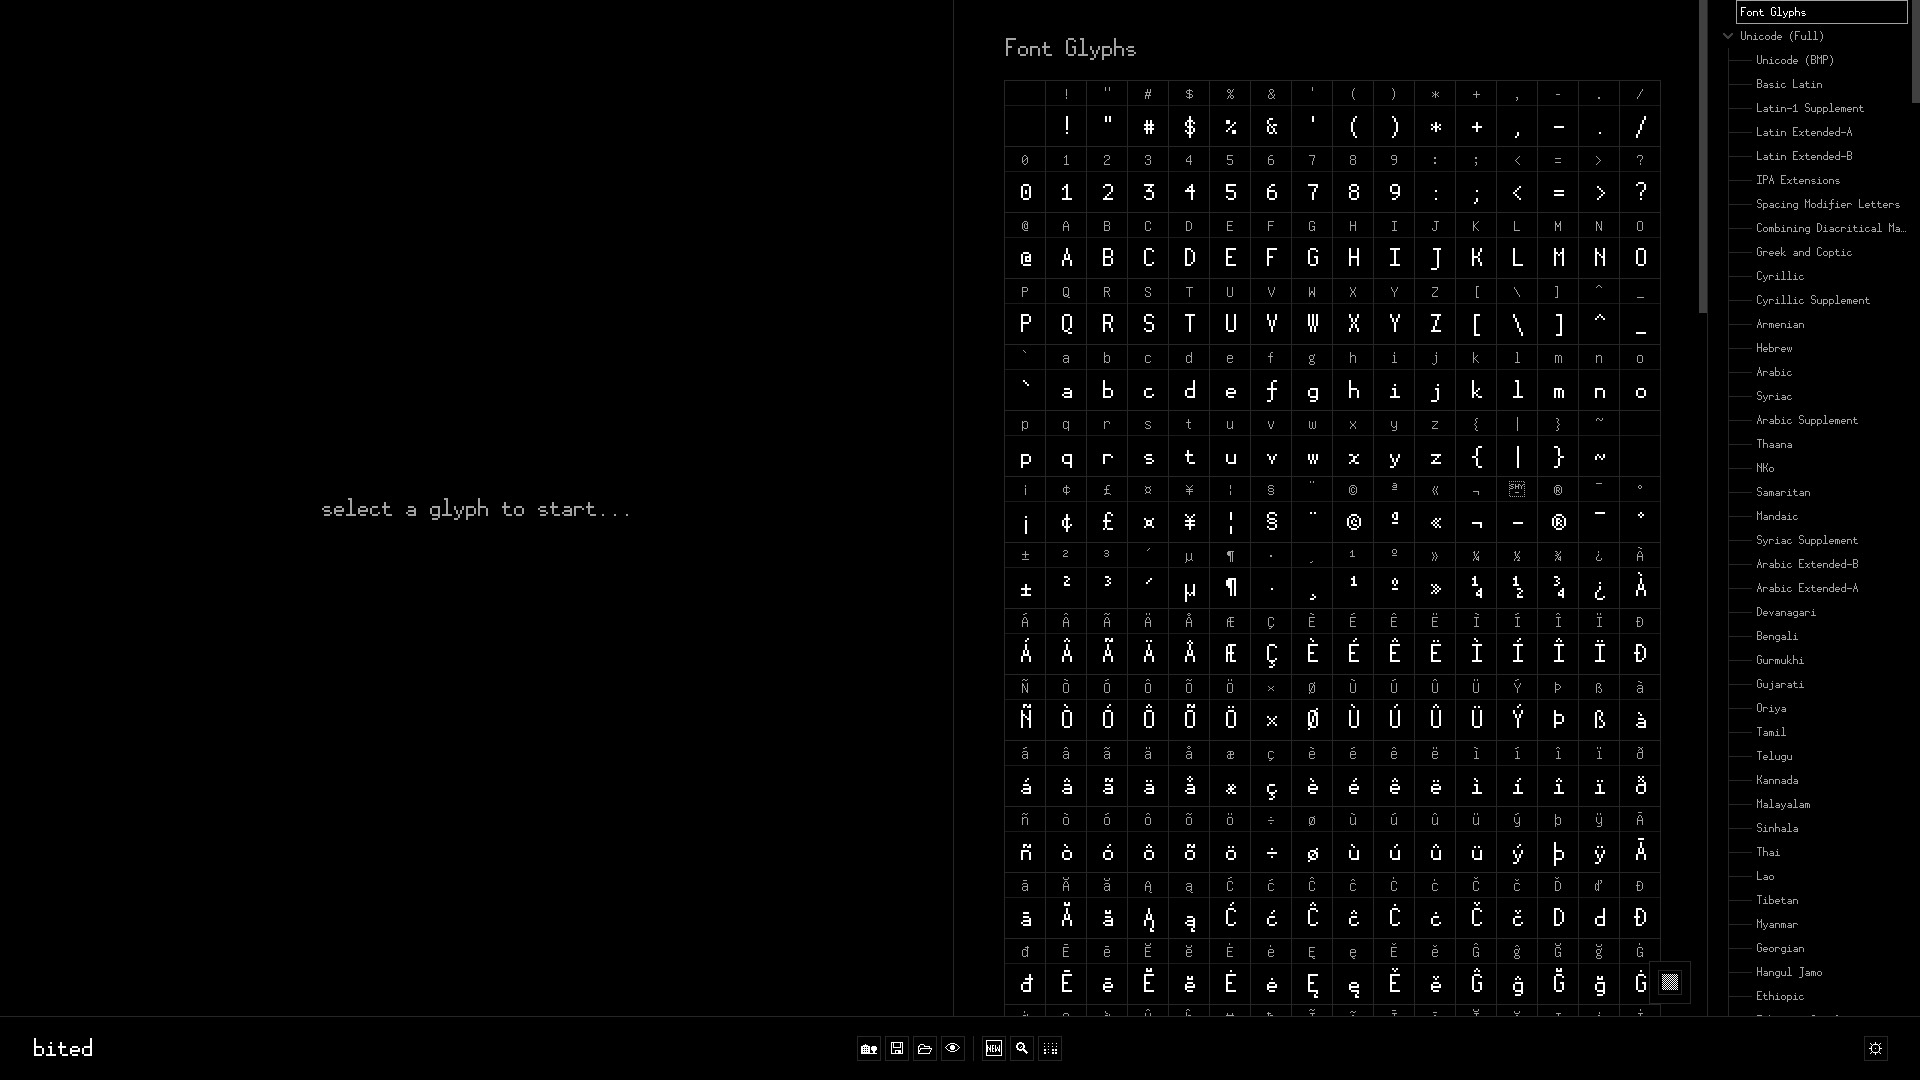 select a glyph to start...
Font Glyphs
! " # $ % & ' ( ) * + , - . /
! " # $ % & ' ( ) * + , - . /
0 1 2 3 4 5 6 7 8 9 : ; < = > ?
0 1 2 3 4 5 6 7 8 9 : ; < = > ?
@ A B C D E F G H I J K L M N O
@ A B C D E F G H I J K L M N O
P Q R S T U V W X Y Z [ \ ] ^ _
P Q R S T U V W X Y Z [ \ ] ^ _
` a b c d e f g h i j k l m n o
` a b c d e f g h i j k l m n o
p q r s t u v w x y z { | } ~
p q r s t u v w x y z { | } ~
¡ ¢ £ ¤ ¥ ¦ § ¨ © ª « ¬ SHY ® ¯ °
¡ ¢ £ ¤ ¥ ¦ § ¨ © ª « ¬ - ® ¯ °
± ² ³ ´ µ ¶ · ¸ ¹ º » ¼ ½ ¾ ¿ À
± ² ³ ´ µ ¶ · ¸ ¹ º » ¼ ½ ¾ ¿ À
Á Â Ã Ä Å Æ Ç È É Ê Ë Ì Í Î Ï Ð
Á Â Ã Ä Å Æ Ç È É Ê Ë Ì Í Î Ï Ð
Ñ Ò Ó Ô Õ Ö × Ø Ù Ú Û Ü Ý Þ ß à
Ñ Ò Ó Ô Õ Ö × Ø Ù Ú Û Ü Ý Þ ß à
á â ã ä å æ ç è é ê ë ì í î ï ð
á â ã ä å æ ç è é ê ë ì í î ï ð
ñ ò ó ô õ ö ÷ ø ù ú û ü ý þ ÿ Ā
ñ ò ó ô õ ö ÷ ø ù ú û ü ý þ ÿ Ā
ā Ă ă Ą ą Ć ć Ĉ ĉ Ċ ċ Č č Ď ď Đ
ā Ă ă Ą ą Ć ć Ĉ ĉ Ċ ċ Č č D d Đ
đ Ē ē Ĕ ĕ Ė ė Ę ę Ě ě Ĝ ĝ Ğ ğ Ġ
đ Ē ē Ĕ ĕ Ė ė Ę ę Ě ě Ĝ ĝ Ğ ğ Ġ
Font Glyphs
Unicode (Full)
Unicode (BMP)
Basic Latin
Latin-1 Supplement
Latin Extended-A
Latin Extended-B
IPA Extensions
Spacing Modifier Letters
Combining Diacritical Ma…
Greek and Coptic
Cyrillic
Cyrillic Supplement
Armenian
Hebrew
Arabic
Syriac
Arabic Supplement
Thaana
NKo
Samaritan
Mandaic
Syriac Supplement
Arabic Extended-B
Arabic Extended-A
Devanagari
Bengali
Gurmukhi
Gujarati
Oriya
Tamil
Telugu
Kannada
Malayalam
Sinhala
Thai
Lao
Tibetan
Myanmar
Georgian
Hangul Jamo
Ethiopic
bited
NEW